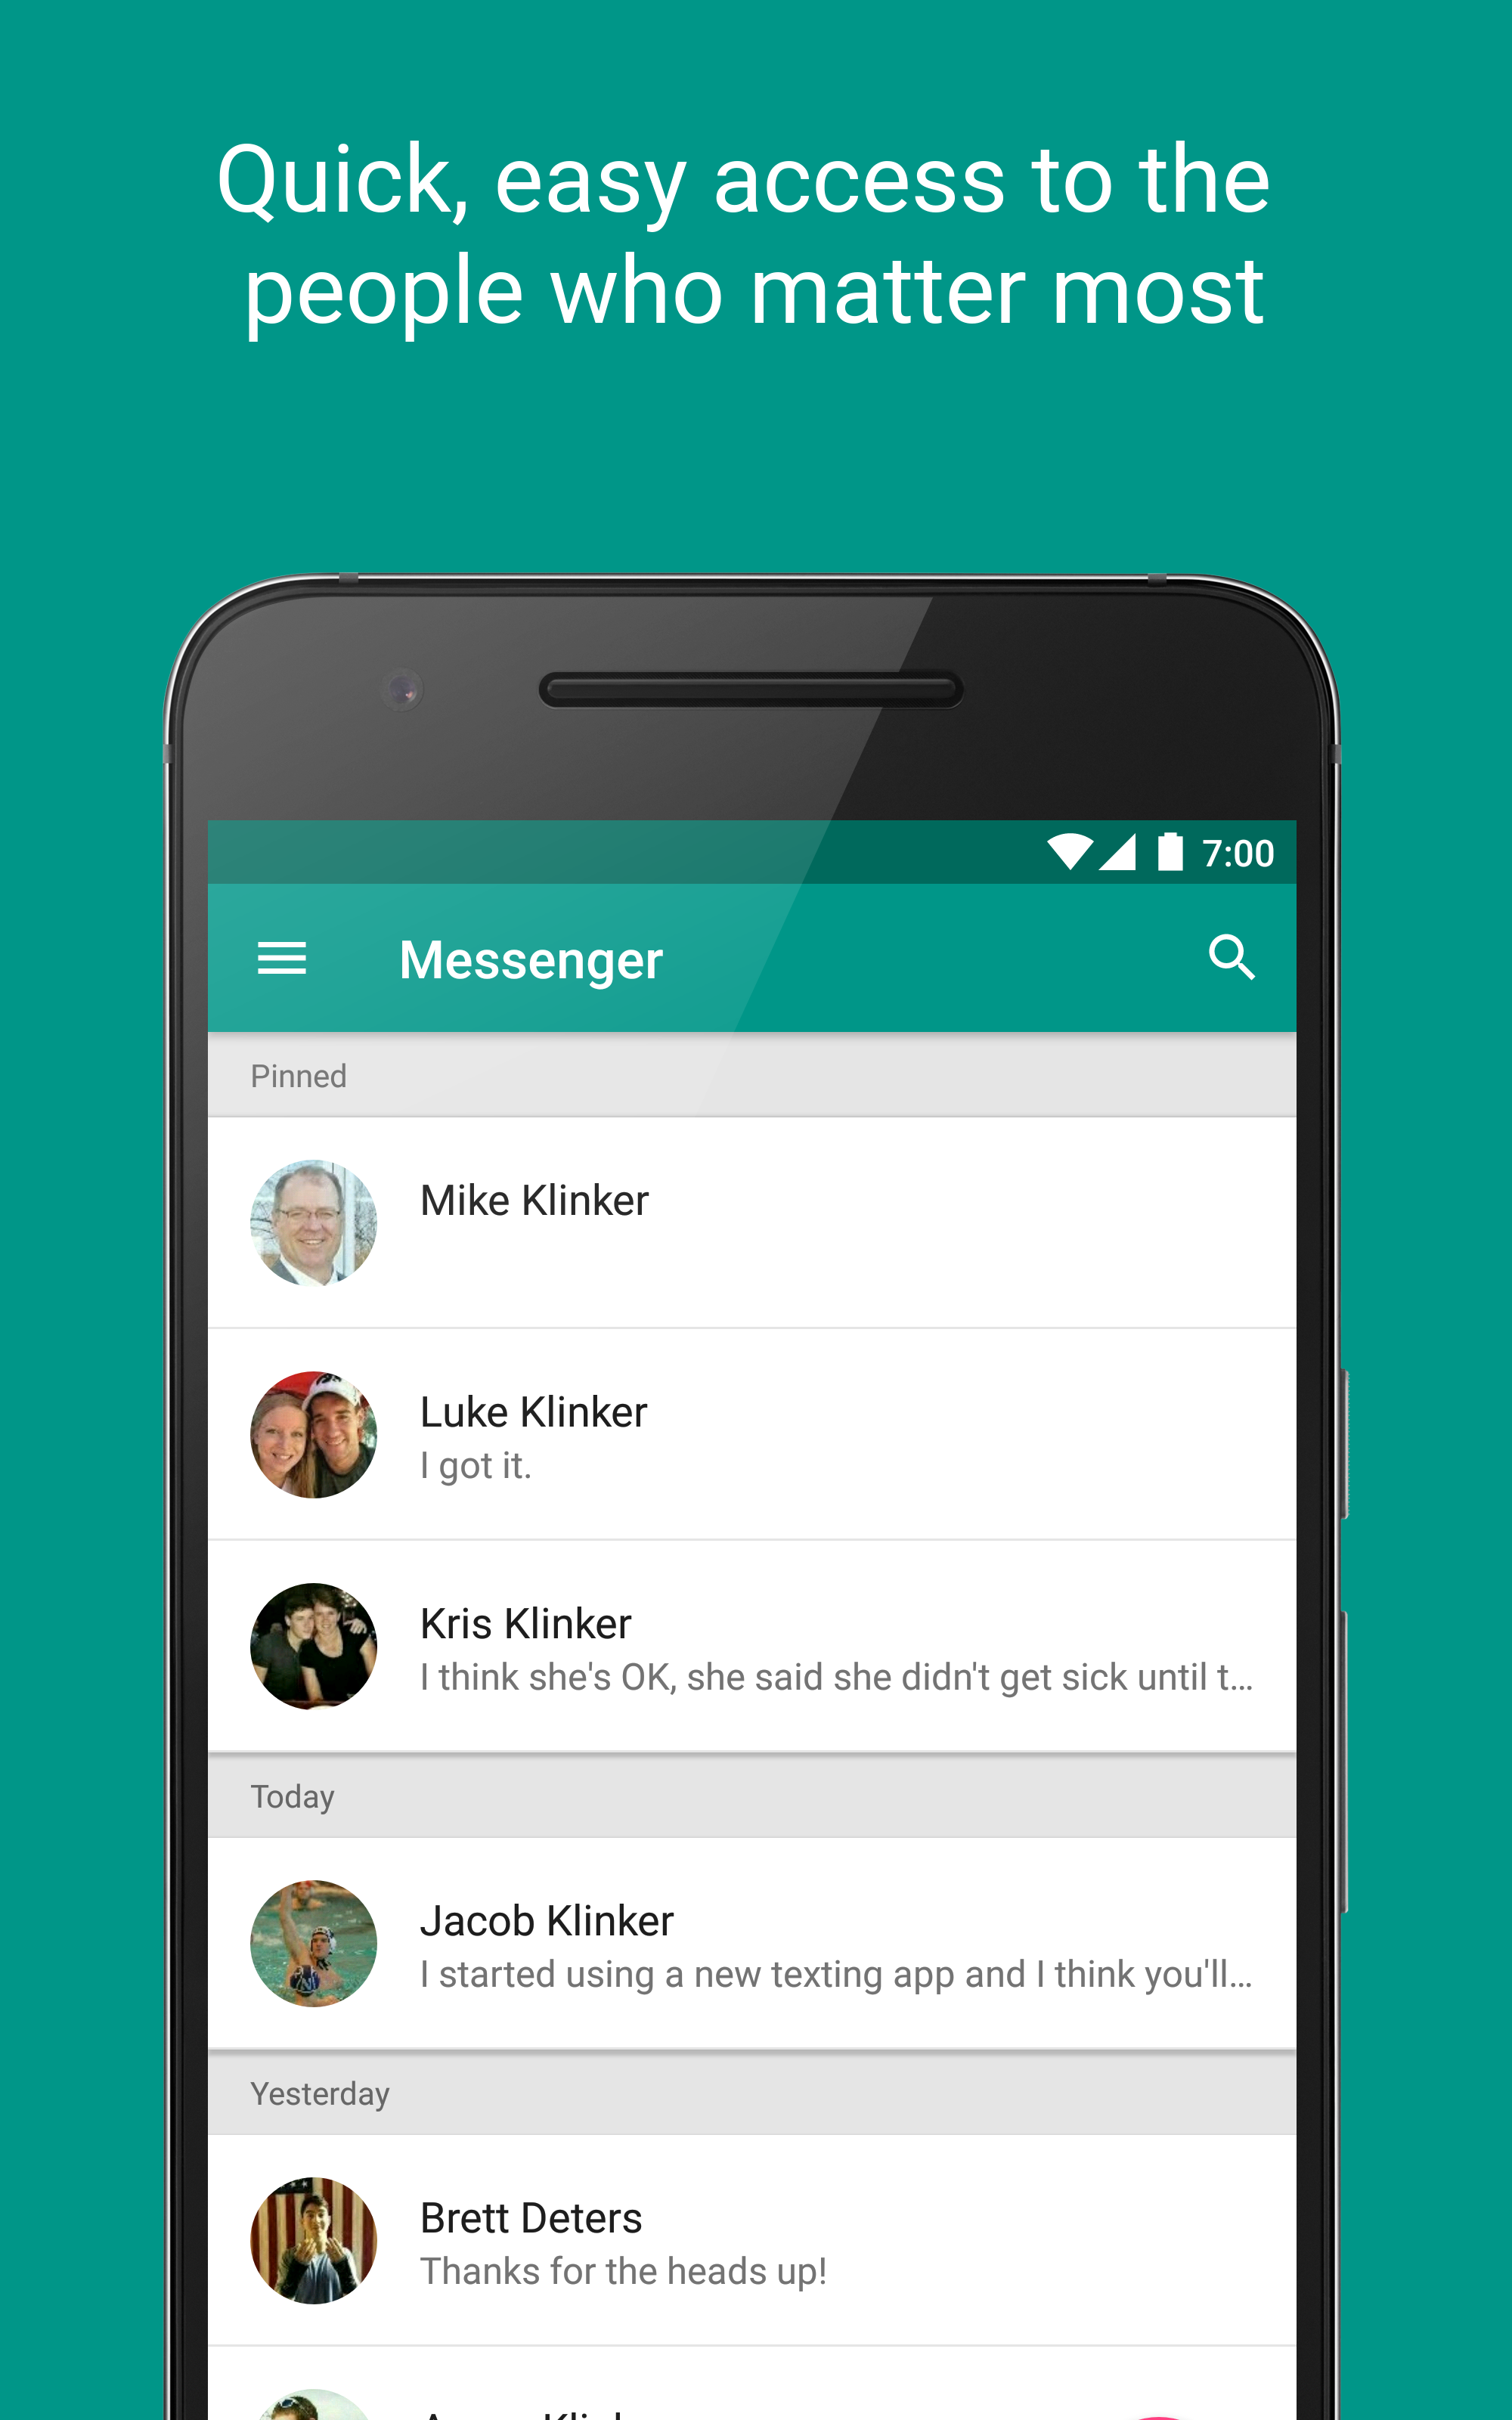 Quick, easy access to the
people who matter most
7:00
Messenger
Pinned
Mike Klinker
Luke Klinker
I got it.
Kris Klinker
I think she's OK, she said she didn't get sick until t...
Today
Jacob Klinker
I started using a new texting app and I think you'll...
Yesterday
Brett Deters
Thanks for the heads up!